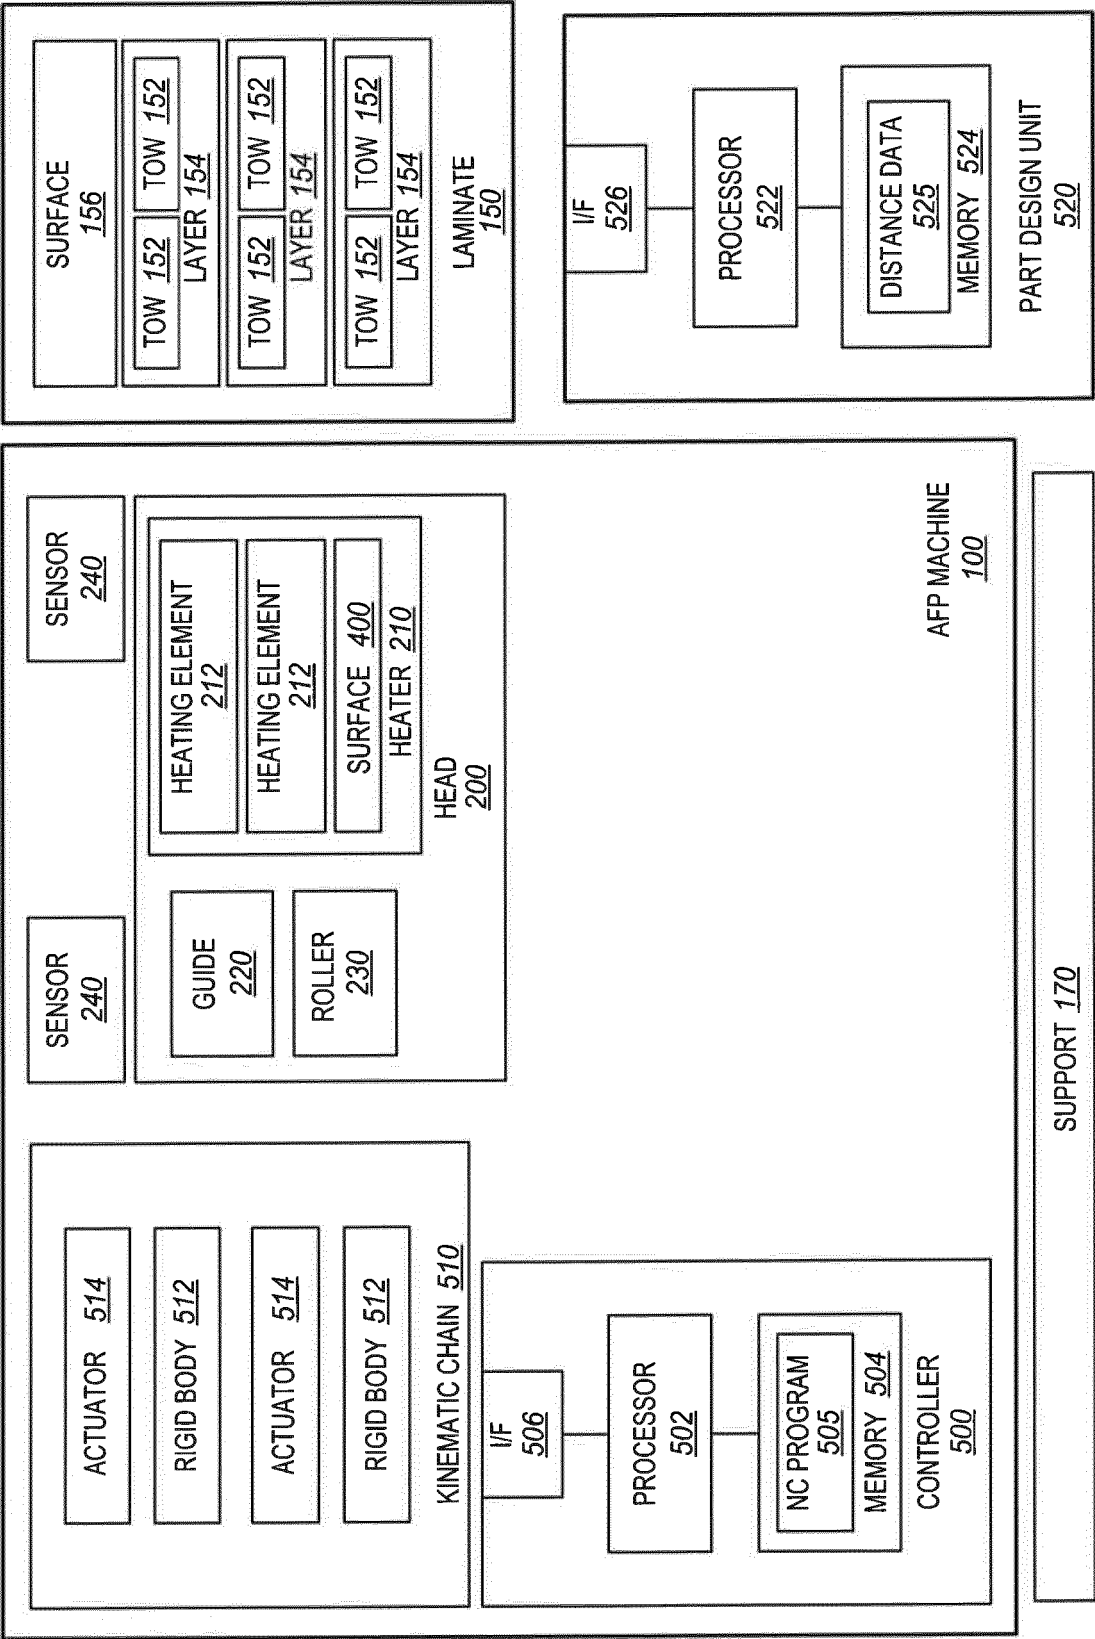 ACTUATOR 514
RIGID BODY 512
ACTUATOR 514
RIGID BODY 512
KINEMATIC CHAIN 510
I/F
506
PROCESSOR
502
NC PROGRAM
505
MEMORY 504
CONTROLLER
500
SENSOR
240
SENSOR
240
GUIDE
220
ROLLER
230
HEATING ELEMENT
212
HEATING ELEMENT
212
SURFACE 400
HEATER 210
HEAD
200
AFP MACHINE
100
SUPPORT 170
SURFACE
156
TOW 152
TOW 152
LAYER 154
TOW 152
TOW 152
LAYER 154
TOW 152
TOW 152
LAYER 154
LAMINATE
150
I/F
526
PROCESSOR
522
DISTANCE DATA
525
MEMORY 524
PART DESIGN UNIT
520